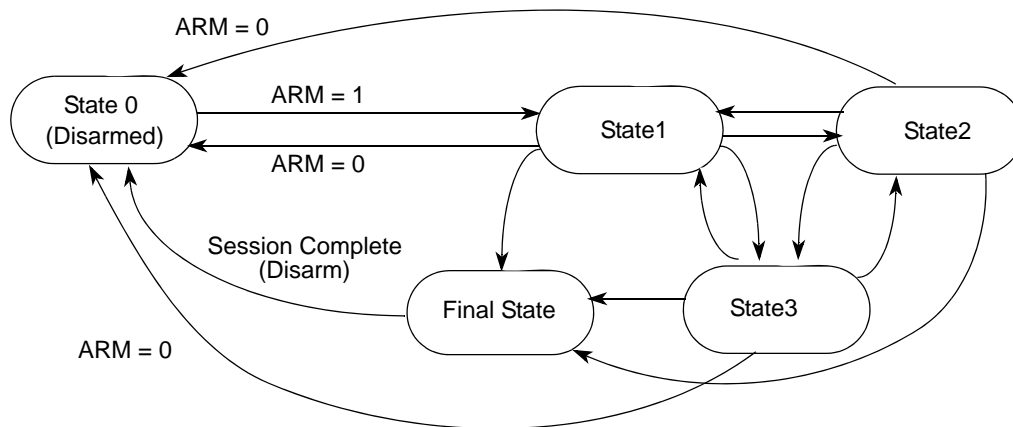 ARM = 0
State 0
(Disarmed)
ARM = 1
ARM = 0
State1
State2
Session Complete
(Disarm)
Final State
State3
ARM = 0